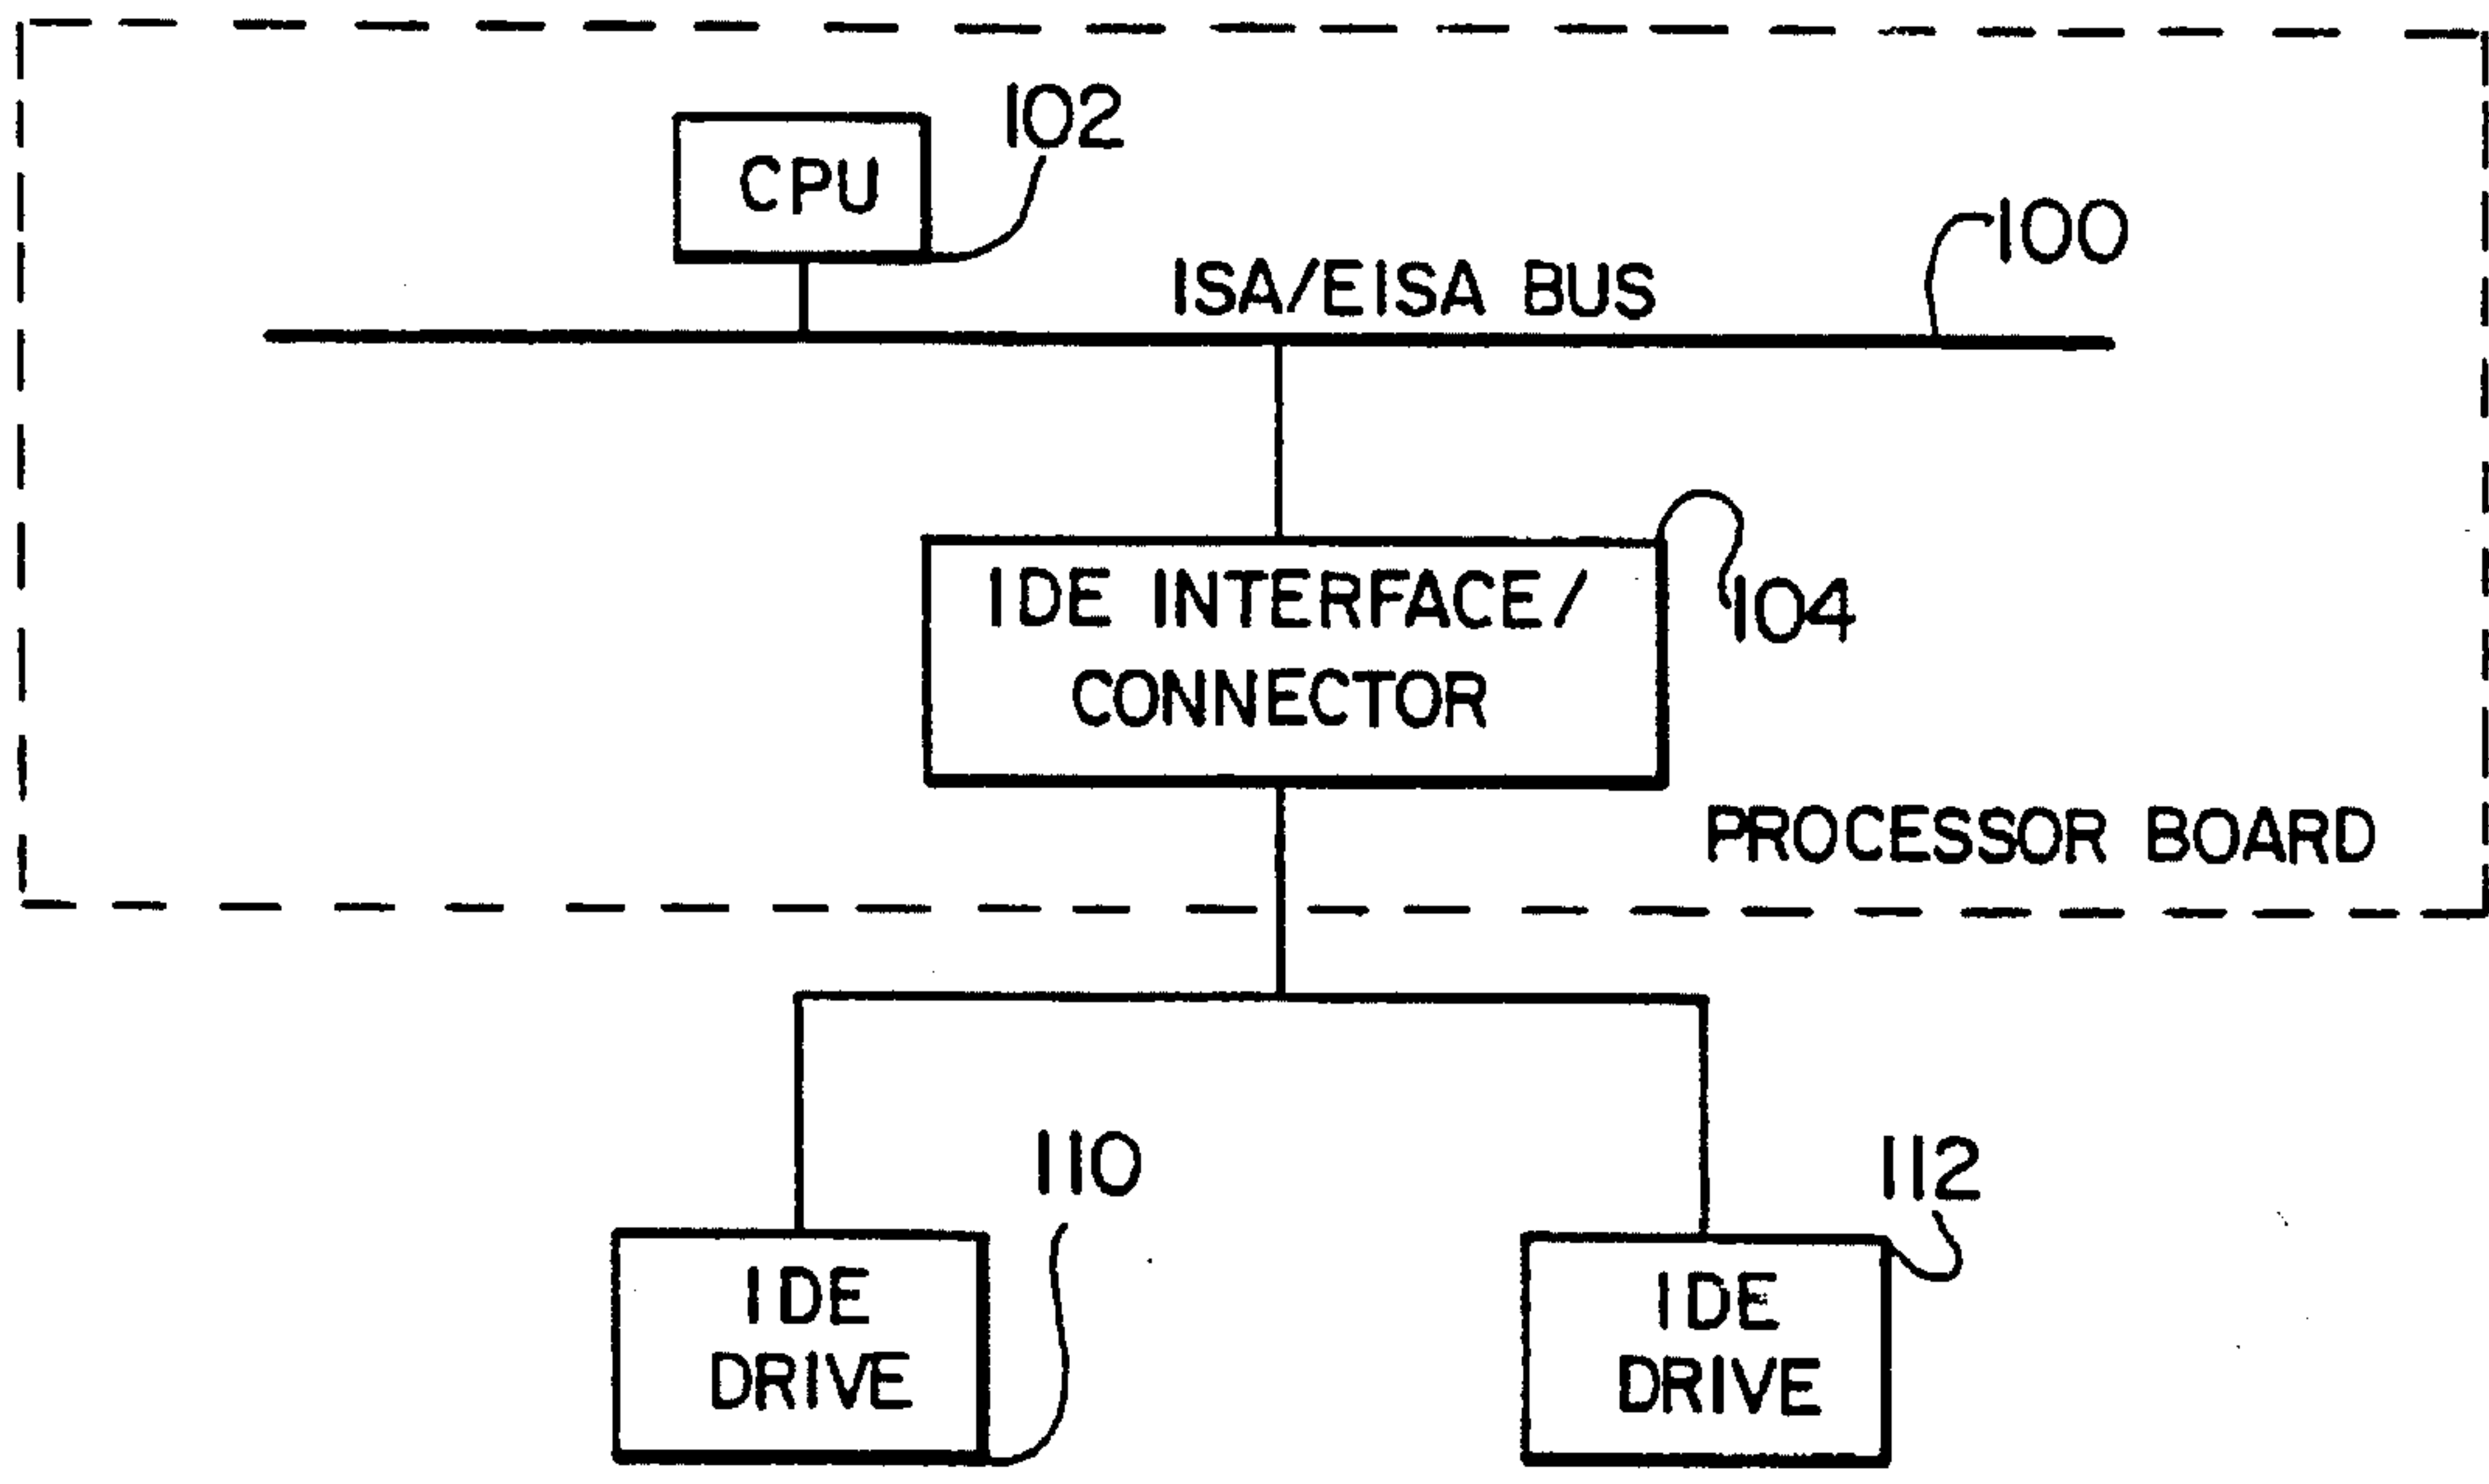 102
CPU
100
ISA/EISA BUS
IDE INTERFACE/
CONNECTOR
104
PROCESSOR BOARD
110
112
IDE
DRIVE
IDE
DRIVE